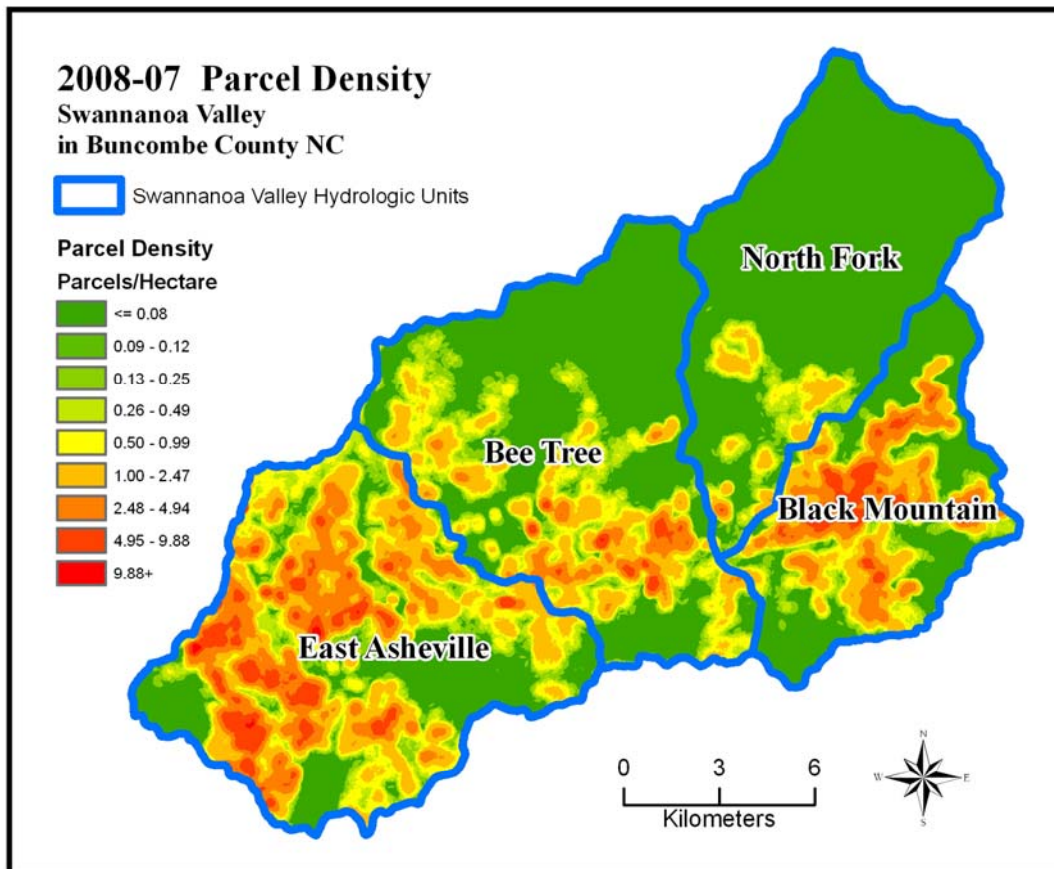 2008-07 Parcel Density
Swannanoa Valley
in Buncombe County NC
Swannanoa Valley Hydrologic Units
Parcel Density
Parcels/Hectare
<= 0.08
0.09 - 0.12
0.13 - 0.25
0.26 - 0.49
0.50 - 0.99
1.00 - 2.47
2.48 - 4.94
4.95 - 9.88
9.88+
North Fork
Bee Tree
Black Mountain
East Asheville
0 3 6
Kilometers
N
W E
S